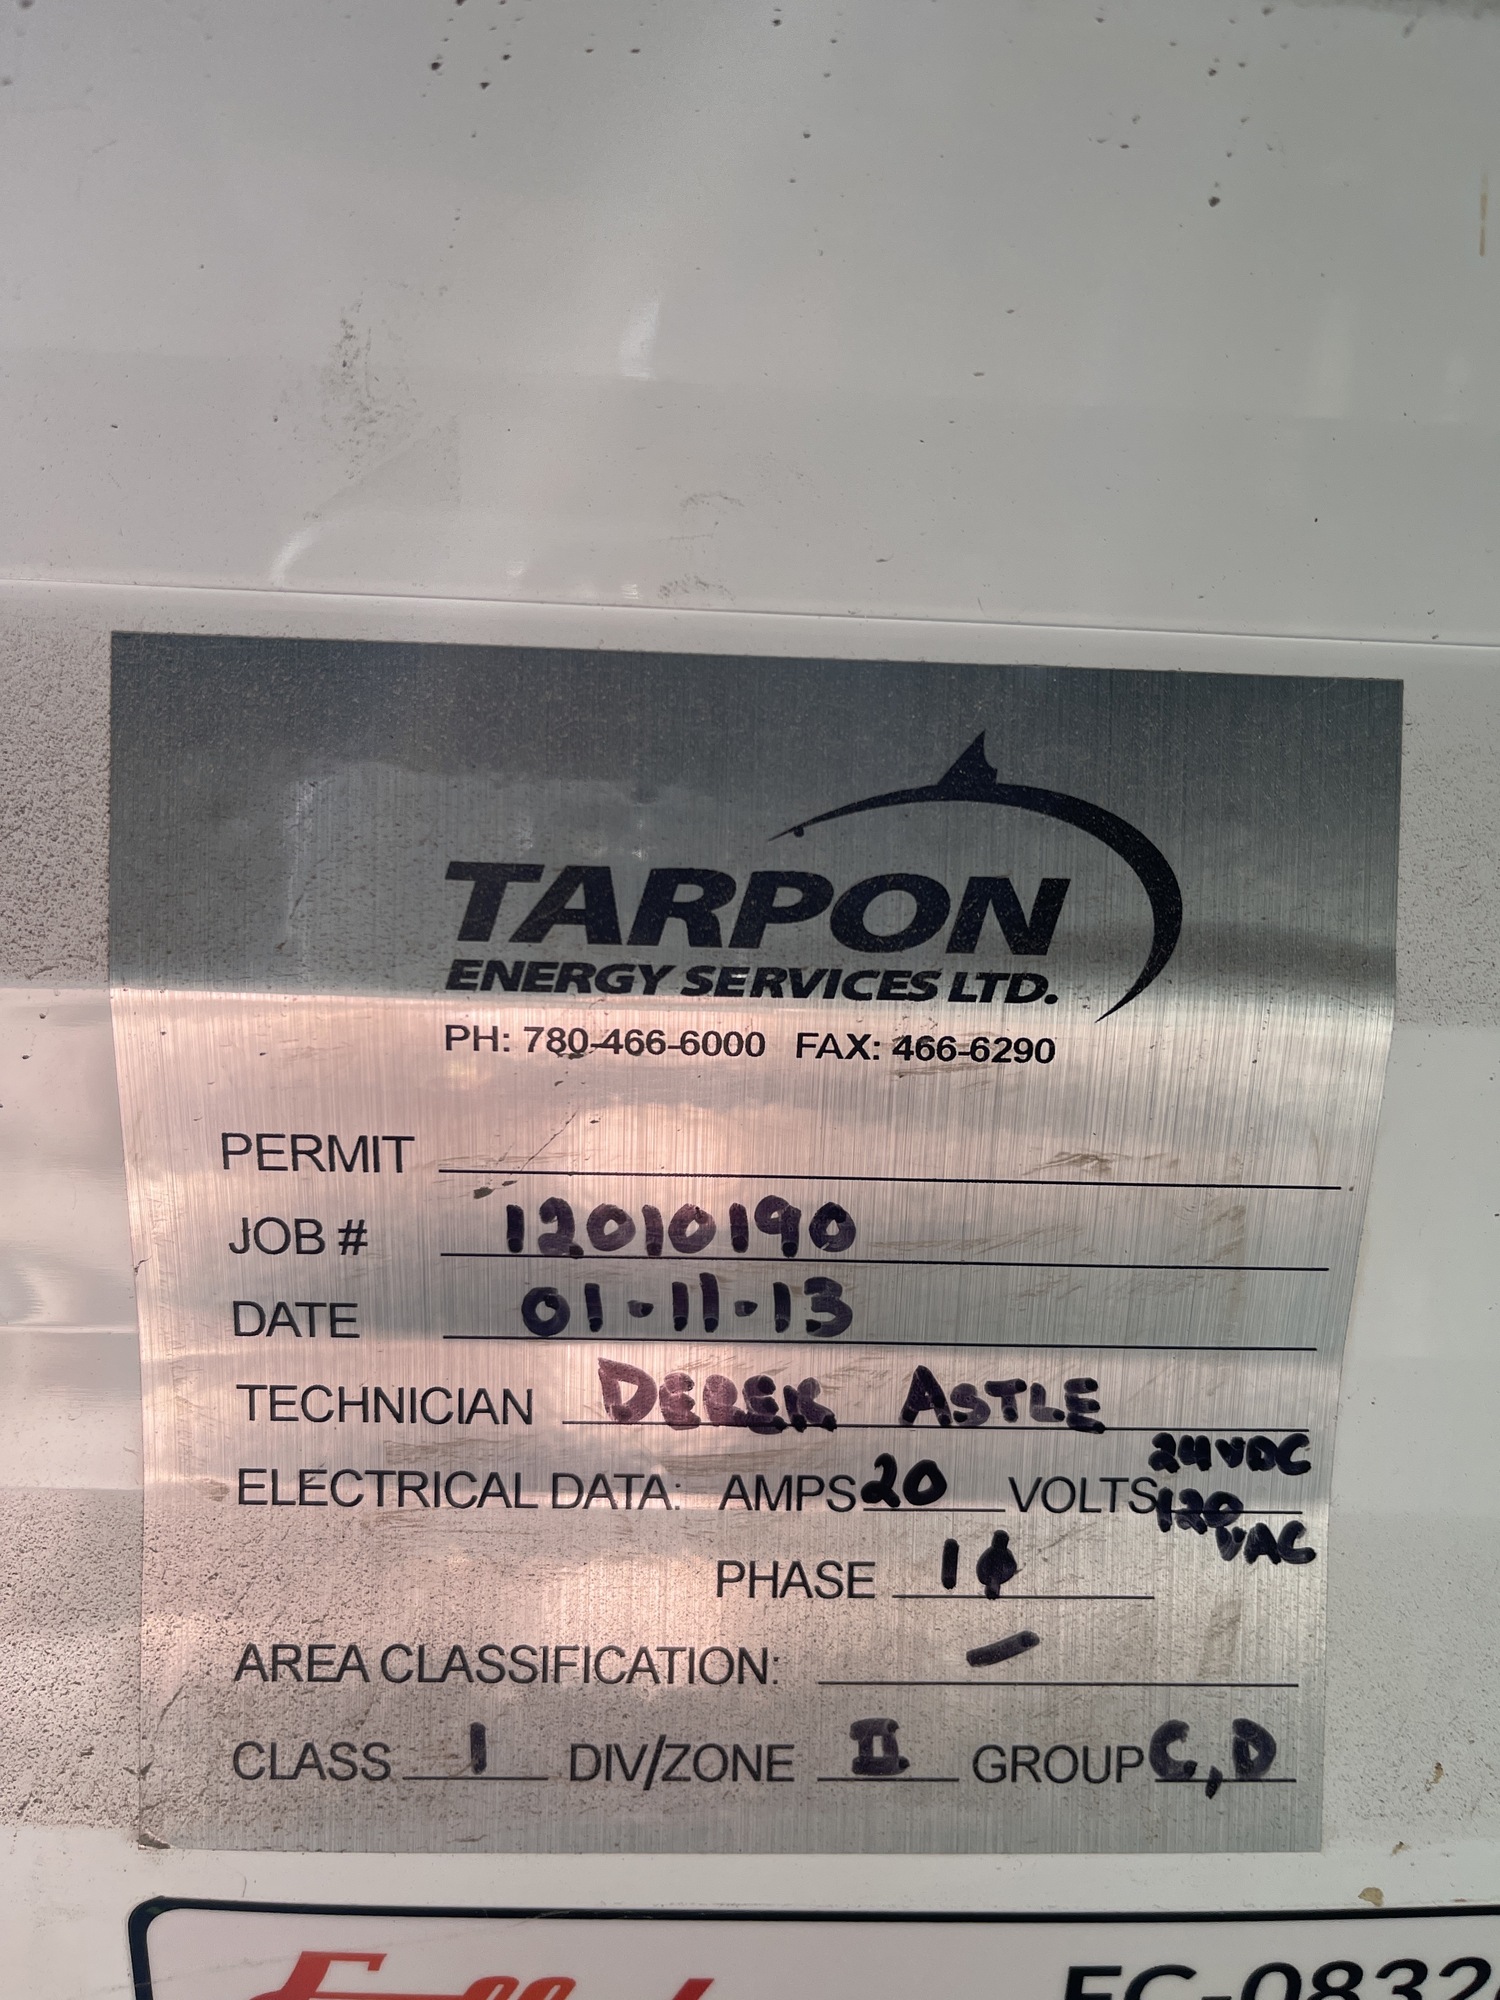 TARPON
ENERGY SERVICES LTD.
PH: 780-466-6000 FAX: 466-6290
PERMIT
JOB # 12010190
DATE 01-11-13
TECHNICIAN DEREK ASTLE
ELECTRICAL DATA: AMPS 20 VOLTS 24VDC
120
VAC
PHASE 1ϕ
AREA CLASSIFICATION: –
CLASS 1 DIV/ZONE II GROUP C, D